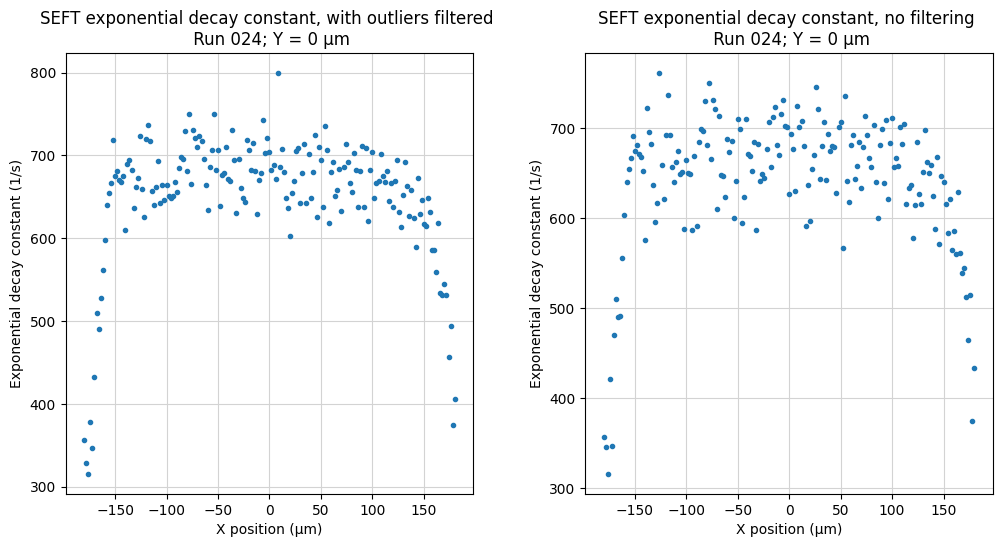 SEFT exponential decay constant, with outliers filtered
Run 024; Y = 0 μm
800
700
600
500
400
300
Exponential decay constant (1/s)
−150 −100 −50 0 50 100 150
X position (μm)
SEFT exponential decay constant, no filtering
Run 024; Y = 0 μm
700
600
500
400
300
Exponential decay constant (1/s)
−150 −100 −50 0 50 100 150
X position (μm)